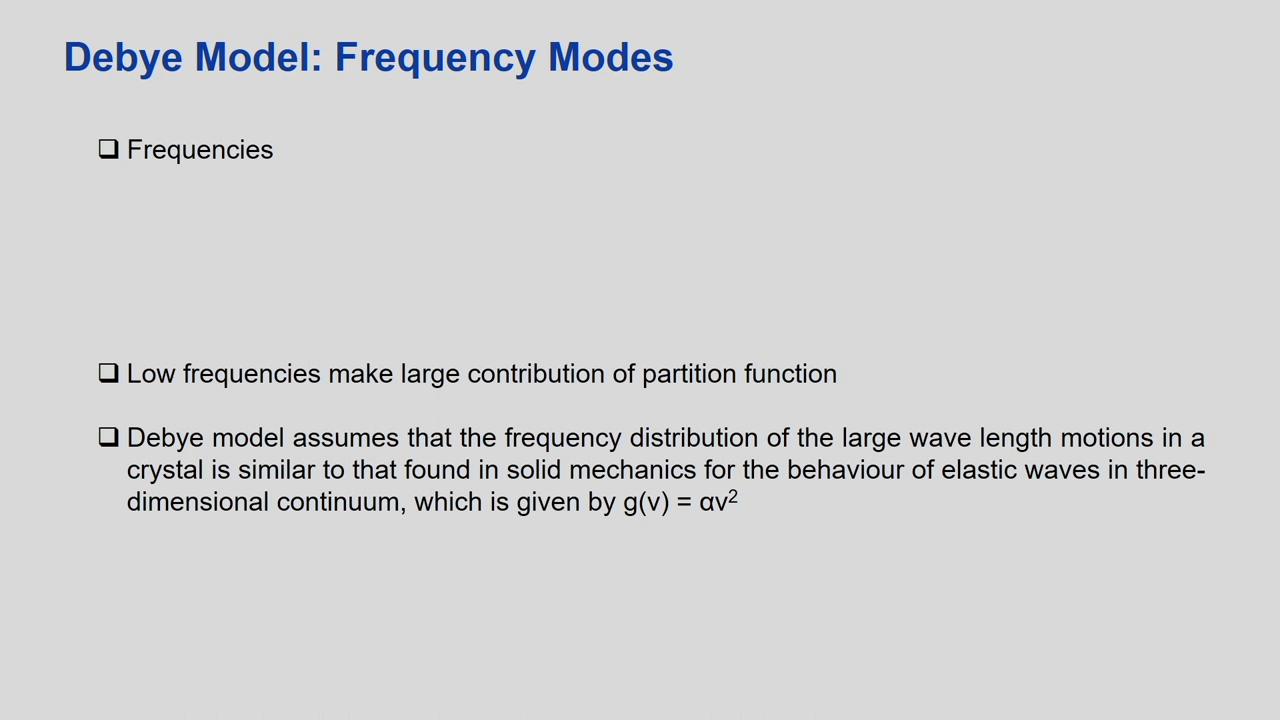 Debye Model: Frequency Modes
❑ Frequencies
❑ Low frequencies make large contribution of partition function
❑ Debye model assumes that the frequency distribution of the large wave length motions in a
crystal is similar to that found in solid mechanics for the behaviour of elastic waves in three-
dimensional continuum, which is given by g(v) = αv²